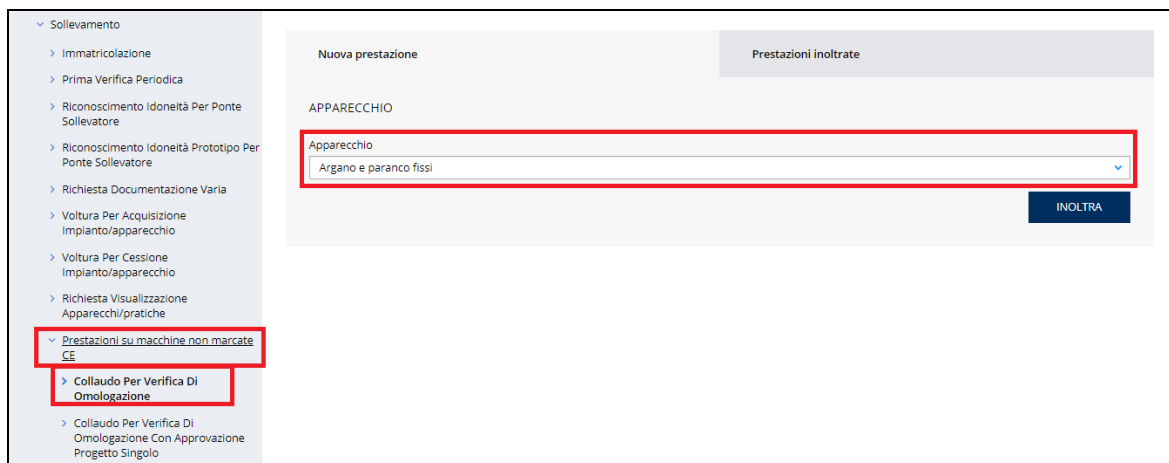 Sollevamento
Immatricolazione
Prima Verifica Periodica
Riconoscimento Idoneità Per Ponte
Sollevatore
Riconoscimento Idoneità Prototipo Per
Ponte Sollevatore
Richiesta Documentazione Varia
Voltura Per Acquisizione
Impianto/apparecchio
Voltura Per Cessione
Impianto/apparecchio
Richiesta Visualizzazione
Apparecchi/pratiche
Prestazioni su macchine non marcate
CE
Collaudo Per Verifica Di
Omologazione
Collaudo Per Verifica Di
Omologazione Con Approvazione
Progetto Singolo
Nuova prestazione
Prestazioni inoltrate
APPARECCHIO
Apparecchio
Argano e paranco fissi
INOLTRA